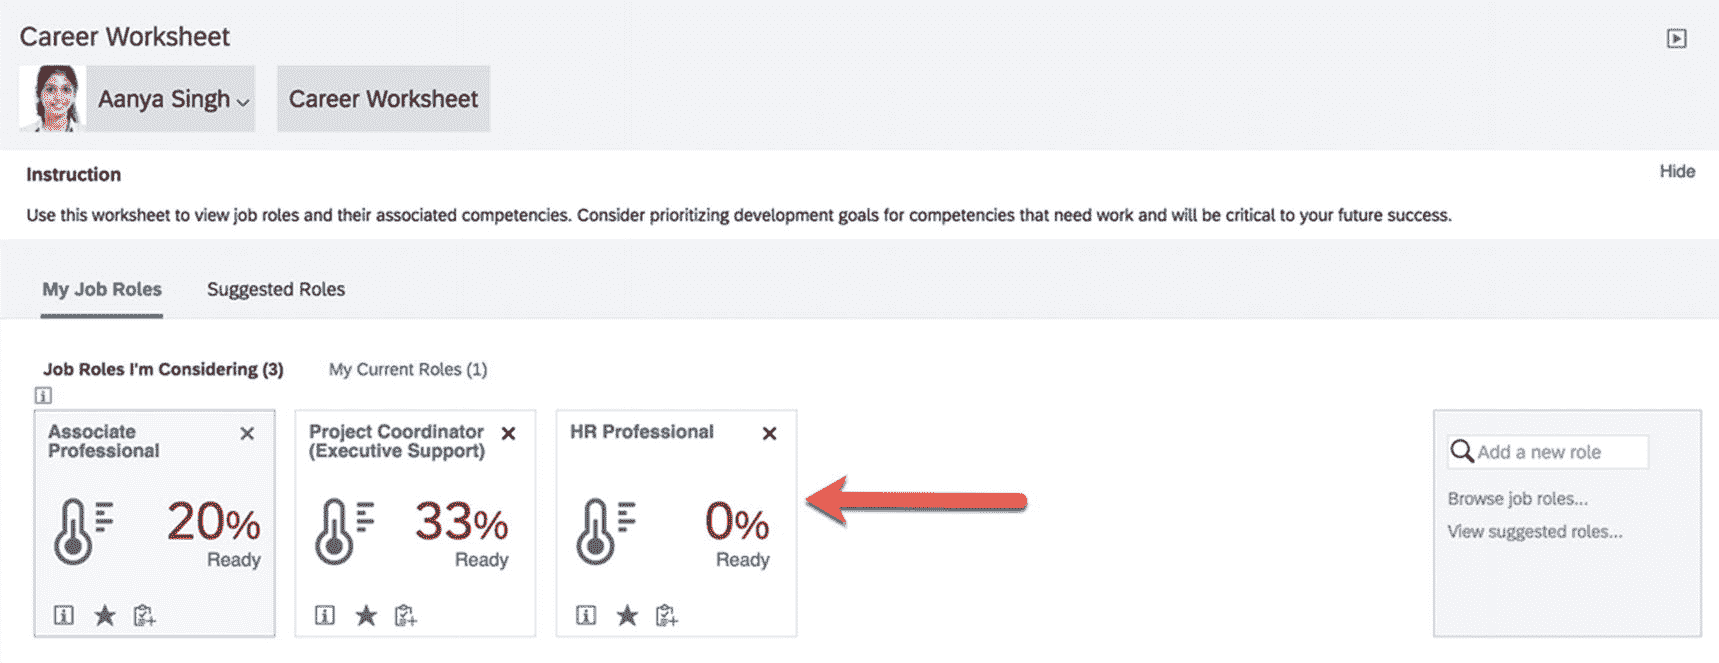 Career Worksheet
Aanya Singh
Career Worksheet
Instruction
Hide
Use this worksheet to view job roles and their associated competencies. Consider prioritizing development goals for competencies that need work and will be critical to your future success.
My Job Roles
Suggested Roles
Job Roles I'm Considering (3)
My Current Roles (1)
Associate
Professional
20%
Ready
Project Coordinator
(Executive Support)
33%
Ready
HR Professional
0%
Ready
Add a new role
Browse job roles...
View suggested roles...